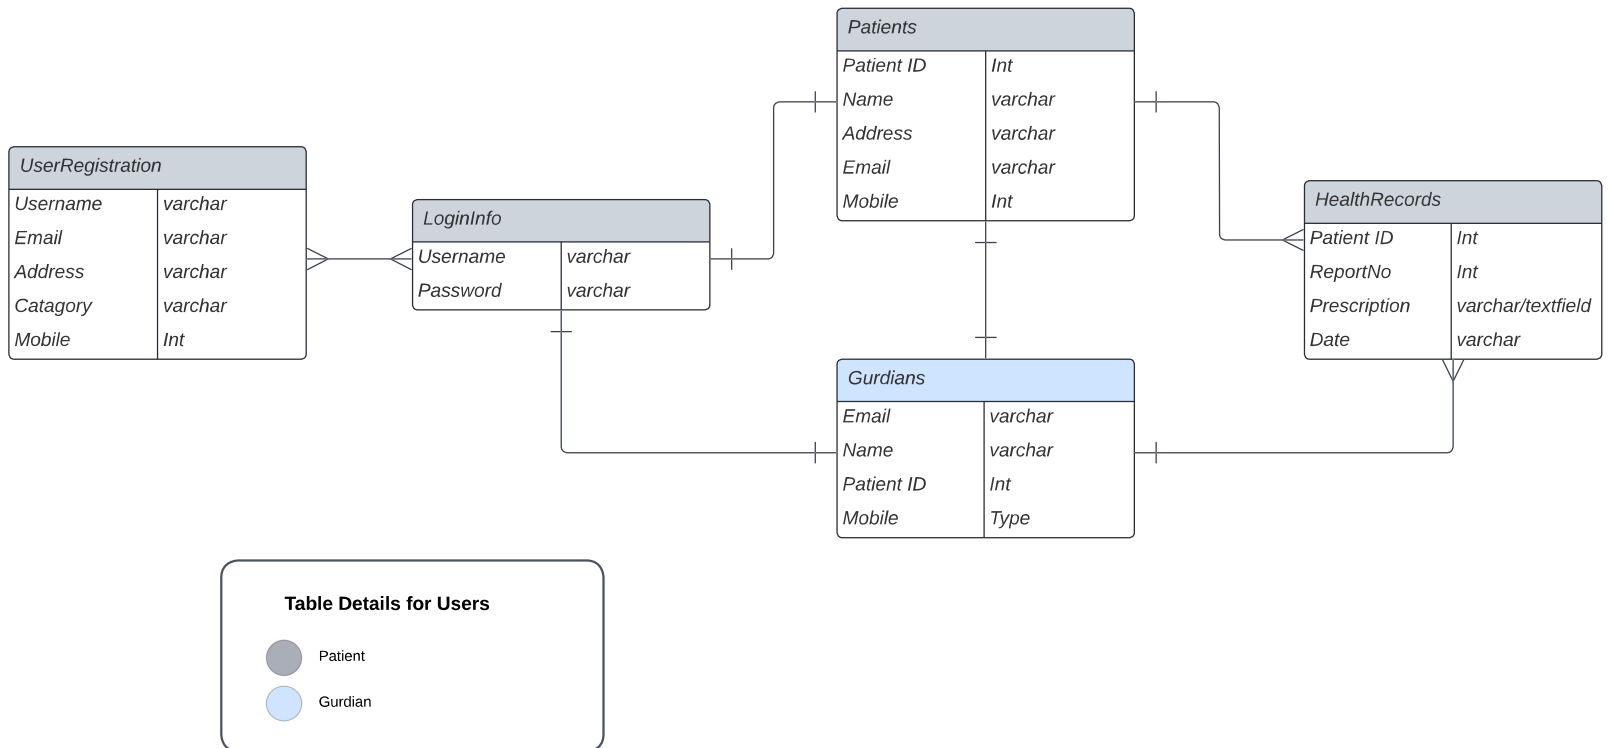 Patients
Patient ID Int
Name varchar
Address varchar
Email varchar
Mobile Int
UserRegistration
Username varchar
Email varchar
Address varchar
Catagory varchar
Mobile Int
LoginInfo
Username varchar
Password varchar
HealthRecords
Patient ID Int
ReportNo Int
Prescription varchar/textfield
Date varchar
Gurdians
Email varchar
Name varchar
Patient ID Int
Mobile Type
Table Details for Users
Patient
Gurdian